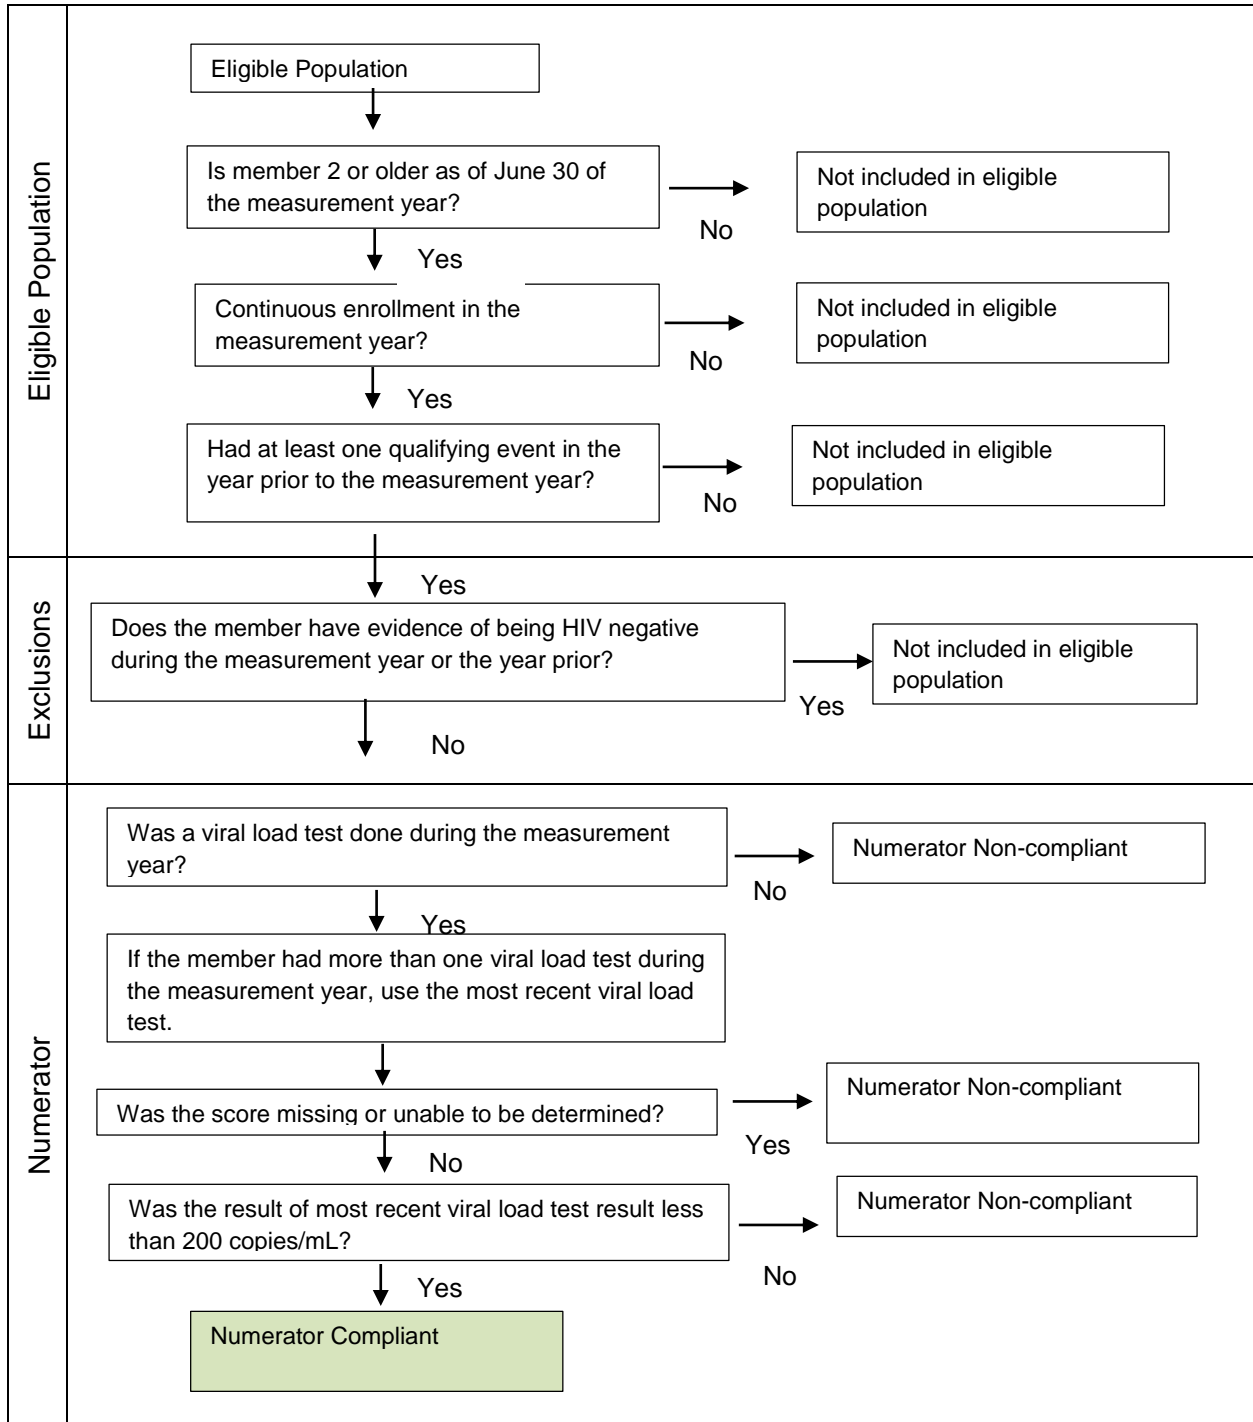 Eligible Population
Eligible Population
Is member 2 or older as of June 30 of
the measurement year?
Not included in eligible
population
No
Yes
Continuous enrollment in the
measurement year?
Not included in eligible
population
No
Yes
Had at least one qualifying event in the
year prior to the measurement year?
Not included in eligible
population
No
Yes
Exclusions
Does the member have evidence of being HIV negative
during the measurement year or the year prior?
Not included in eligible
population
Yes
No
Numerator
Was a viral load test done during the measurement
year?
Numerator Non-compliant
No
Yes
If the member had more than one viral load test during
the measurement year, use the most recent viral load
test.
Was the score missing or unable to be determined?
Numerator Non-compliant
Yes
No
Was the result of most recent viral load test result less
than 200 copies/mL?
Numerator Non-compliant
No
Yes
Numerator Compliant